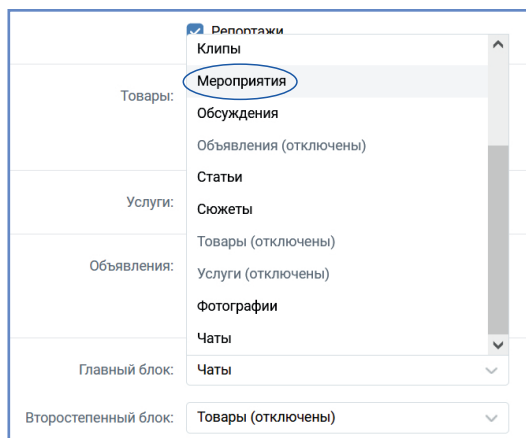 Репортажи
Клипы
Мероприятия
Товары:
Обсуждения
Объявления (отключены)
Статьи
Услуги:
Сюжеты
Товары (отключены)
Объявления:
Услуги (отключены)
Фотографии
Чаты
Главный блок: Чаты
Второстепенный блок: Товары (отключены)